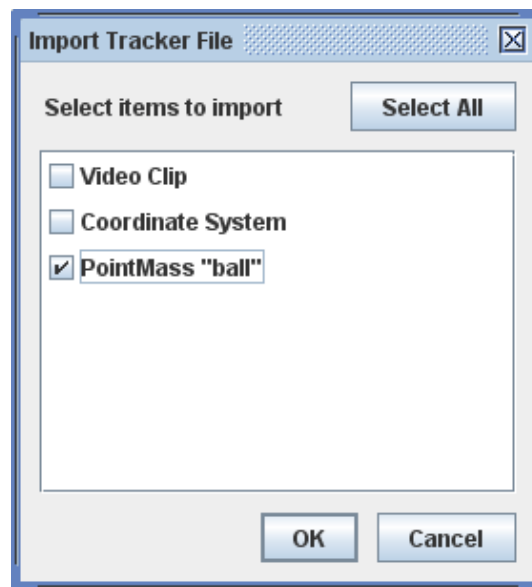 Import Tracker File
Select items to import
Select All
Video Clip
Coordinate System
PointMass "ball"
OK
Cancel